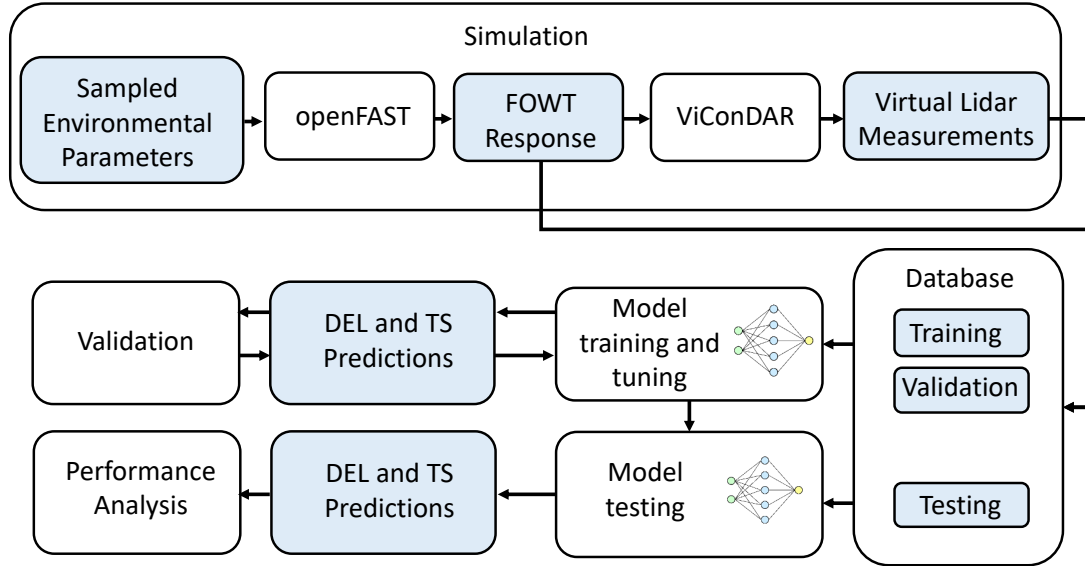 Simulation
Sampled
Environmental
Parameters
openFAST
FOWT
Response
ViConDAR
Virtual Lidar
Measurements
Validation
DEL and TS
Predictions
Model
training and
tuning
Database
Training
Validation
Testing
Performance
Analysis
DEL and TS
Predictions
Model
testing